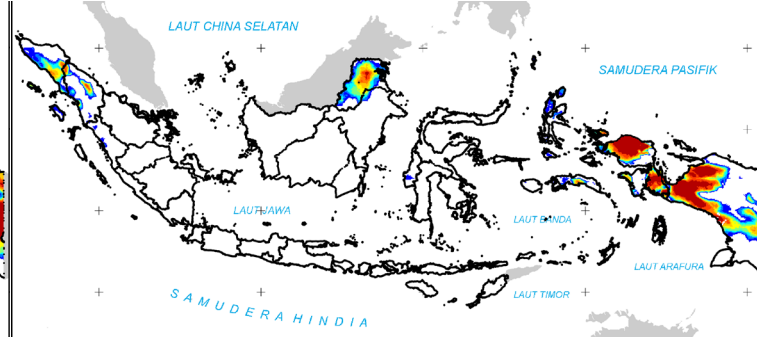 LAUT CHINA SELATAN
SAMUDERA PASIFIK
LAUT JAWA
LAUT BANDA
LAUT ARAFURA
LAUT TIMOR
SAMUDERA HINDIA